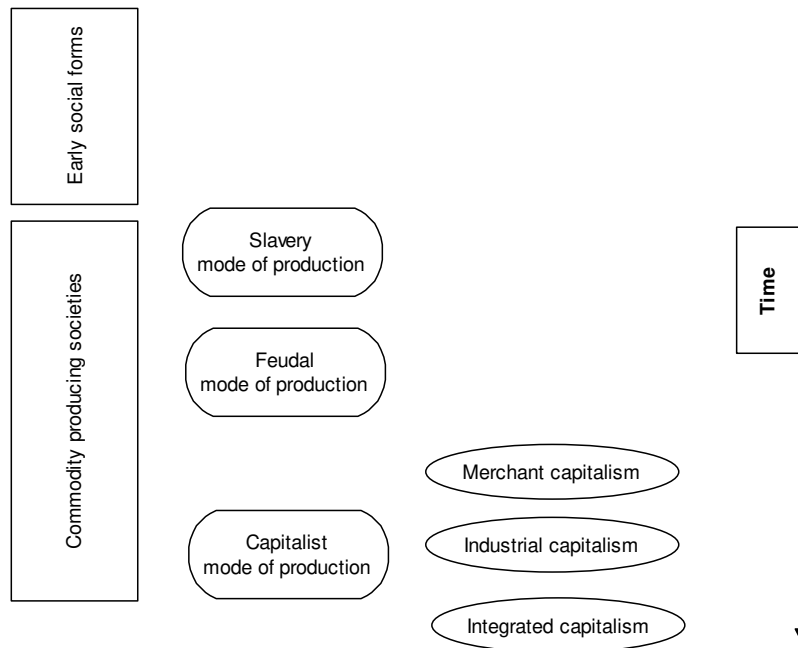 Early social forms
Commodity producing societies
Slavery
mode of production
Feudal
mode of production
Capitalist
mode of production
Merchant capitalism
Industrial capitalism
Integrated capitalism
Time